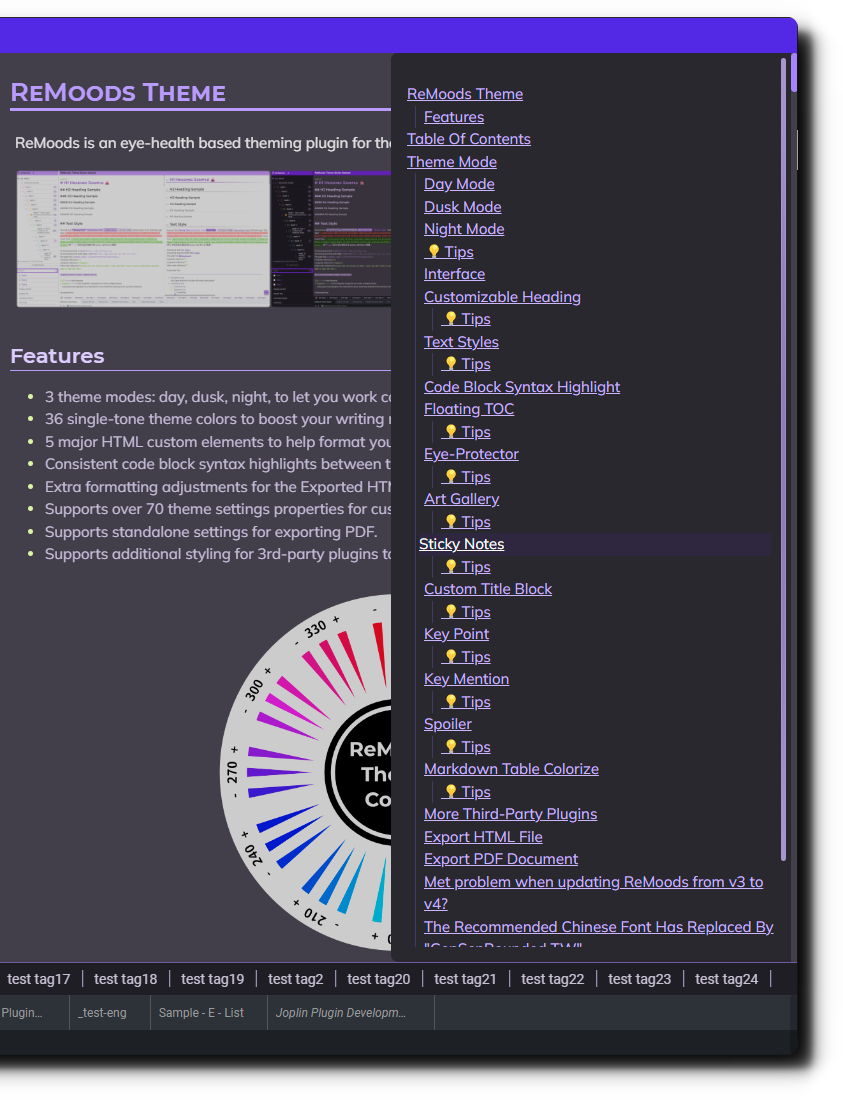 ReMoods Theme
ReMoods is an eye-health based theming plugin for the
Features
3 theme modes: day, dusk, night, to let you work
36 single-tone theme colors to boost your writing
5 major HTML custom elements to help format you
Consistent code block syntax highlights between
Extra formatting adjustments for the Exported HTM
Supports over 70 theme settings properties for cus
Supports standalone settings for exporting PDF.
Supports additional styling for 3rd-party plugins
- 330 +
-
- 300 +
- 270 +
- 240 +
- 210 +
+
ReM
Th
Co
ReMoods Theme
Features
Table Of Contents
Theme Mode
Day Mode
Dusk Mode
Night Mode
💡 Tips
Interface
Customizable Heading
💡 Tips
Text Styles
💡 Tips
Code Block Syntax Highlight
Floating TOC
💡 Tips
Eye-Protector
💡 Tips
Art Gallery
💡 Tips
Sticky Notes
💡 Tips
Custom Title Block
💡 Tips
Key Point
💡 Tips
Key Mention
💡 Tips
Spoiler
💡 Tips
Markdown Table Colorize
💡 Tips
More Third-Party Plugins
Export HTML File
Export PDF Document
Met problem when updating ReMoods from v3 to
v4?
The Recommended Chinese Font Has Replaced By
"GenSenRounded TW"
test tag17 | test tag18 | test tag19 | test tag2 | test tag20 | test tag21 | test tag22 | test tag23 | test tag24 |
Plugin... _test-eng Sample - E - List Joplin Plugin Developm...